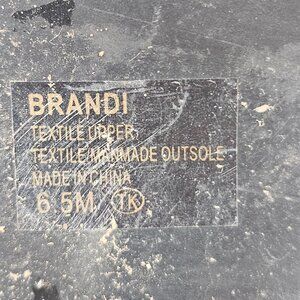 BRANDI
TEXTILE UPPER
TEXTILE/MANMADE OUTSOLE
MADE IN CHINA
6.5M TK